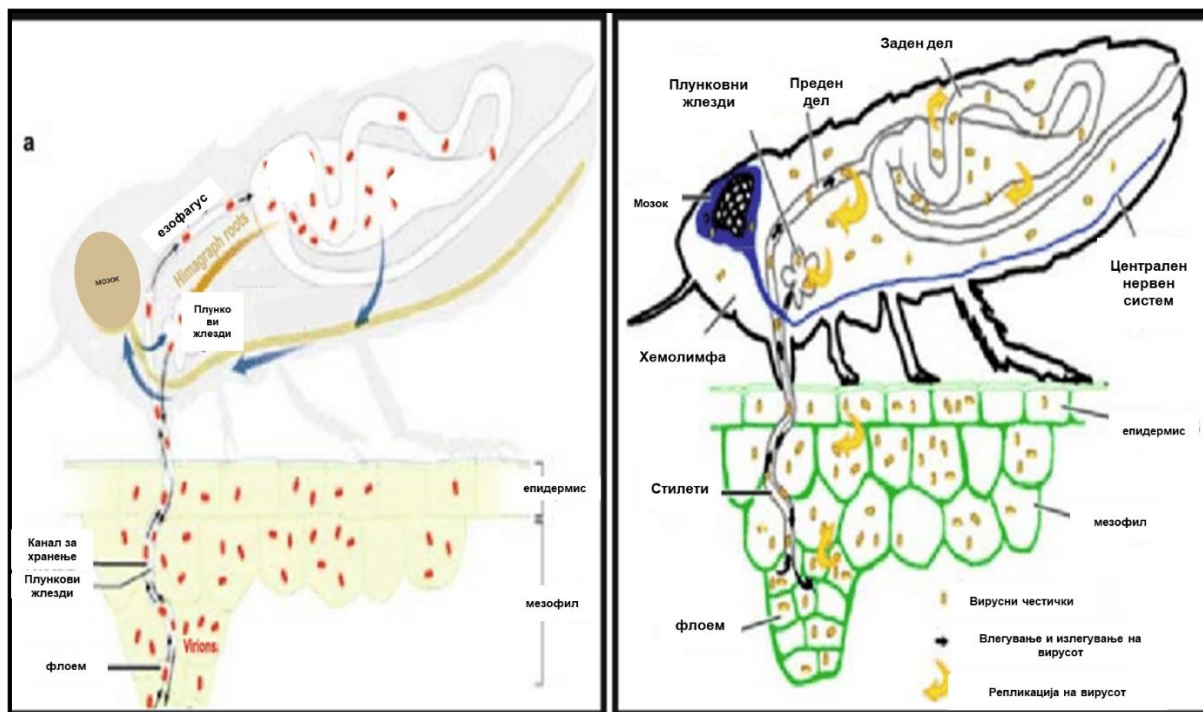 а
езофагус
Himagraph roots
мозок
Плунко
ви
жлезди
епидермис
Канал за
хранење
Плункови
жлезди
мезофил
Virions
флоем
Заден дел
Плунковни
жлезди
Преден
дел
Мозок
Централен
нервен
систем
Хемолимфа
епидермис
Стилети
мезофил
флоем
Вирусни честички
Влегување и излегување на
вирусот
Репликација на вирусот